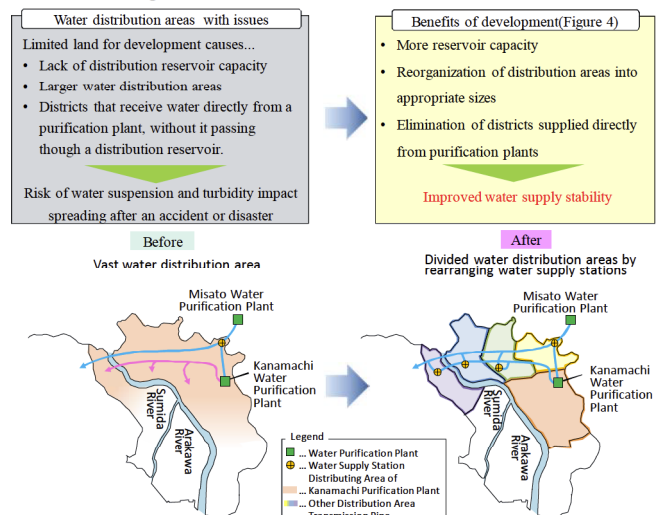 Water distribution areas with issues
Limited land for development causes...
• Lack of distribution reservoir capacity
• Larger water distribution areas
• Districts that receive water directly from a
purification plant, without it passing
though a distribution reservoir.
Risk of water suspension and turbidity impact
spreading after an accident or disaster
Benefits of development(Figure 4)
• More reservoir capacity
• Reorganization of distribution areas into
appropriate sizes
• Elimination of districts supplied directly
from purification plants
Improved water supply stability
Before
Vast water distribution area
Misato Water
Purification Plant
Kanamachi
Water
Purification
Plant
Sumida
River
Arakawa
River
After
Divided water distribution areas by
rearranging water supply stations
Misato Water
Purification Plant
Kanamachi
Water
Purification
Plant
Sumida
River
Arakawa
River
Legend
... Water Purification Plant
... Water Supply Station
Distributing Area of
... Kanamachi Purification Plant
... Other Distribution Area
Transmission Pipe